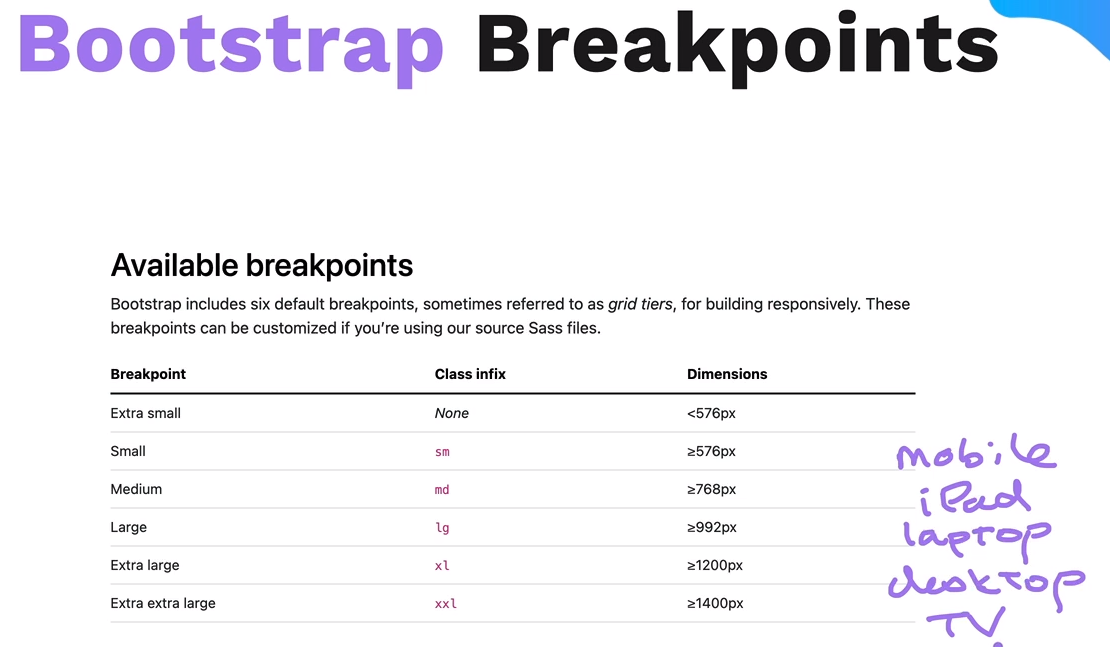 Bootstrap Breakpoints
Available breakpoints
Bootstrap includes six default breakpoints, sometimes referred to as grid tiers, for building responsively. These
breakpoints can be customized if you’re using our source Sass files.
Breakpoint Class infix Dimensions
Extra small None <576px
Small sm ≥576px
mobile
Medium md ≥768px
iPad
Large lg ≥992px
laptop
Extra large xl ≥1200px
desktop
Extra extra large xxl ≥1400px
TV